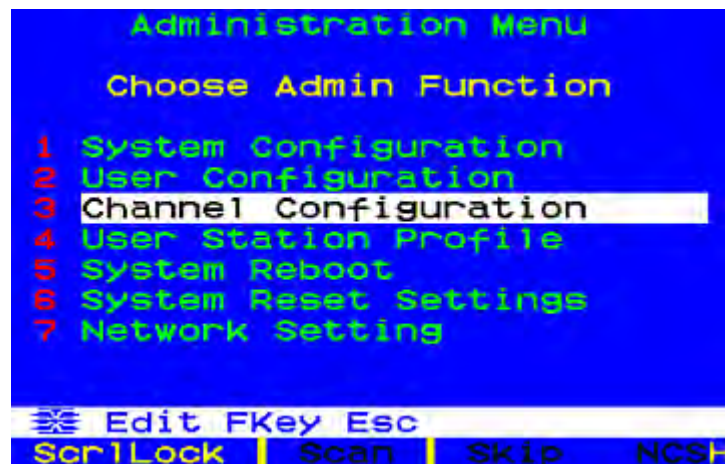 Administration Menu
Choose Admin Function
1 System Configuration
2 User Configuration
3 Channel Configuration
4 User Station Profile
5 System Reboot
6 System Reset Settings
7 Network Setting
Edit FKey Esc
ScrlLock Scan Skip NCSH